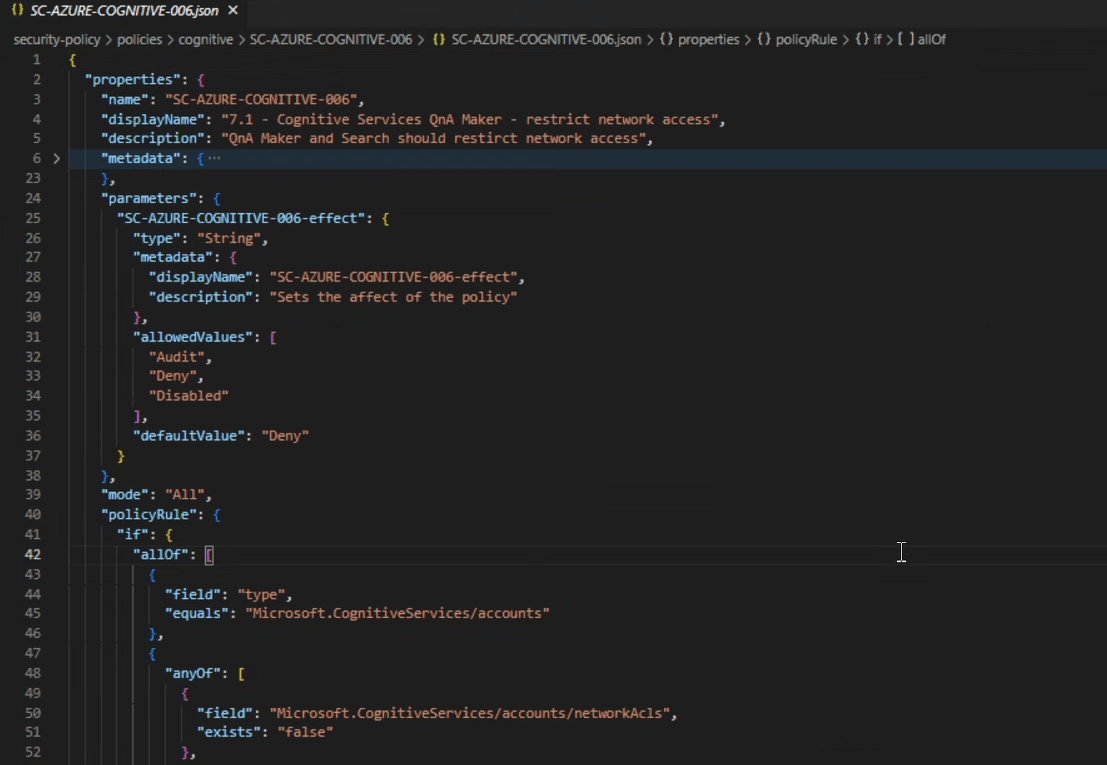 {} SC-AZURE-COGNITIVE-006.json ×
security-policy > policies > cognitive > SC-AZURE-COGNITIVE-006 > {} SC-AZURE-COGNITIVE-006.json > {} properties > {} policyRule > {} if > [ ] allOf
1 {
2 "properties": {
3 "name": "SC-AZURE-COGNITIVE-006",
4 "displayName": "7.1 - Cognitive Services QnA Maker - restrict network access",
5 "description": "QnA Maker and Search should restirct network access",
6 > "metadata": { ···
23 },
24 "parameters": {
25 "SC-AZURE-COGNITIVE-006-effect": {
26 "type": "String",
27 "metadata": {
28 "displayName": "SC-AZURE-COGNITIVE-006-effect",
29 "description": "Sets the affect of the policy"
30 },
31 "allowedValues": [
32 "Audit",
33 "Deny",
34 "Disabled"
35 ],
36 "defaultValue": "Deny"
37 }
38 },
39 "mode": "All",
40 "policyRule": {
41 "if": {
42 "allOf": [
43 {
44 "field": "type",
45 "equals": "Microsoft.CognitiveServices/accounts"
46 },
47 {
48 "anyOf": [
49 {
50 "field": "Microsoft.CognitiveServices/accounts/networkAcls",
51 "exists": "false"
52 },